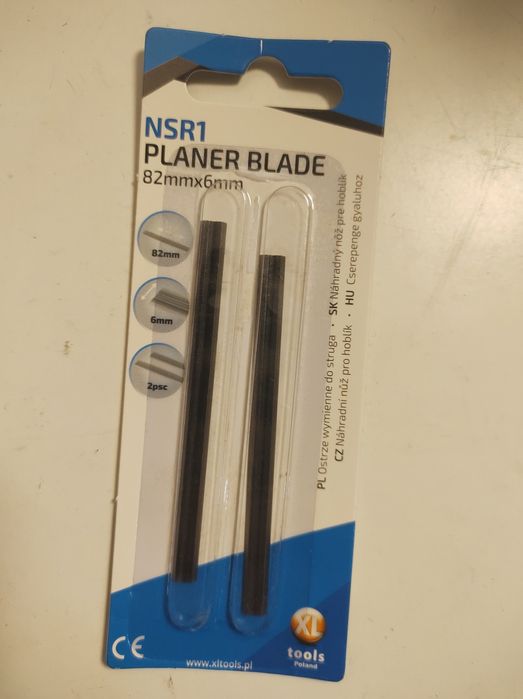 NSR1
PLANER BLADE
82mmx6mm
82mm
6mm
2psc
PL Ostrze wymienne do struga · SK Náhradný nôž pre hoblík
CZ Náhradní nůž pro hoblík · HU Cserepenge gyaluhoz
CE
www.xltools.pl
XL
tools
Poland